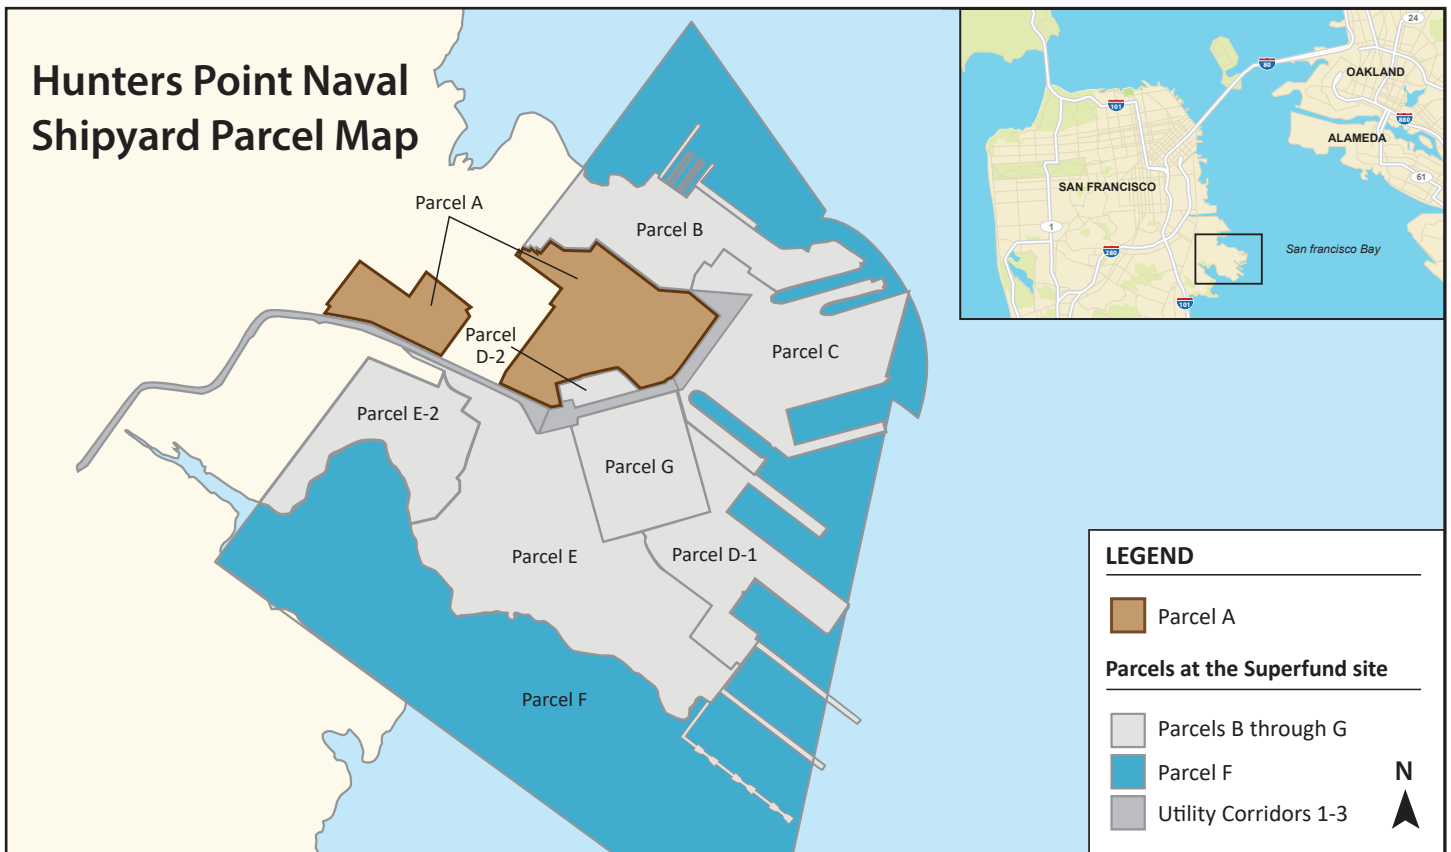 Hunters Point Naval
Shipyard Parcel Map
Parcel A
Parcel B
Parcel
D-2
Parcel C
Parcel E-2
Parcel G
Parcel E
Parcel D-1
Parcel F
24
80
OAKLAND
101
880
ALAMEDA
61
SAN FRANCISCO
1
280
San francisco Bay
101
LEGEND
Parcel A
Parcels at the Superfund site
Parcels B through G
Parcel F
Utility Corridors 1-3
N